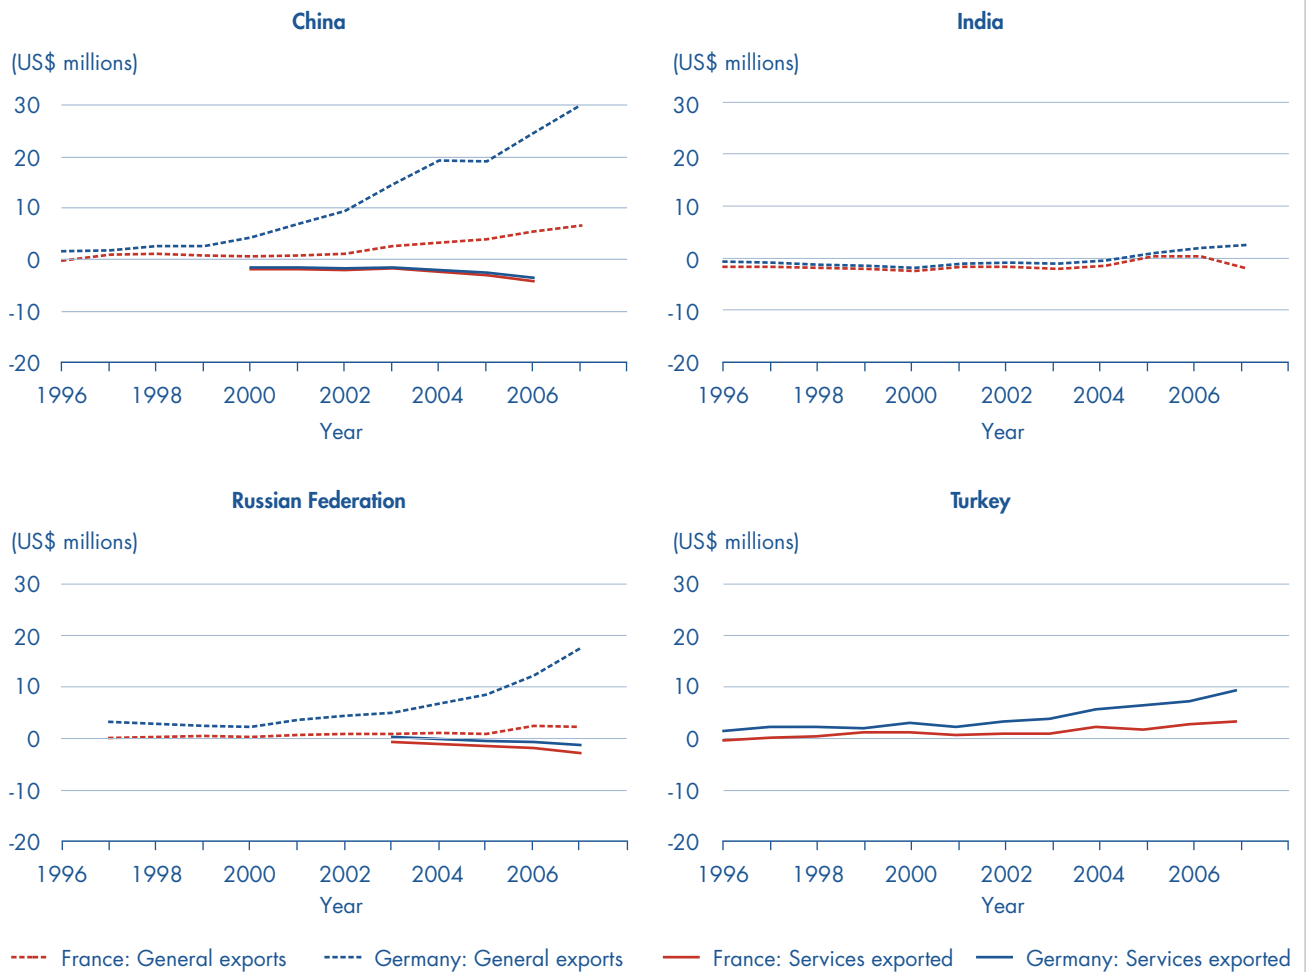 China
(US$ millions)
30
20
10
0
-10
-20
1996 1998 2000 2002 2004 2006
Year
India
(US$ millions)
30
20
10
0
-10
-20
1996 1998 2000 2002 2004 2006
Year
Russian Federation
(US$ millions)
30
20
10
0
-10
-20
1996 1998 2000 2002 2004 2006
Year
Turkey
(US$ millions)
30
20
10
0
-10
-20
1996 1998 2000 2002 2004 2006
Year
France: General exports Germany: General exports France: Services exported Germany: Services exported